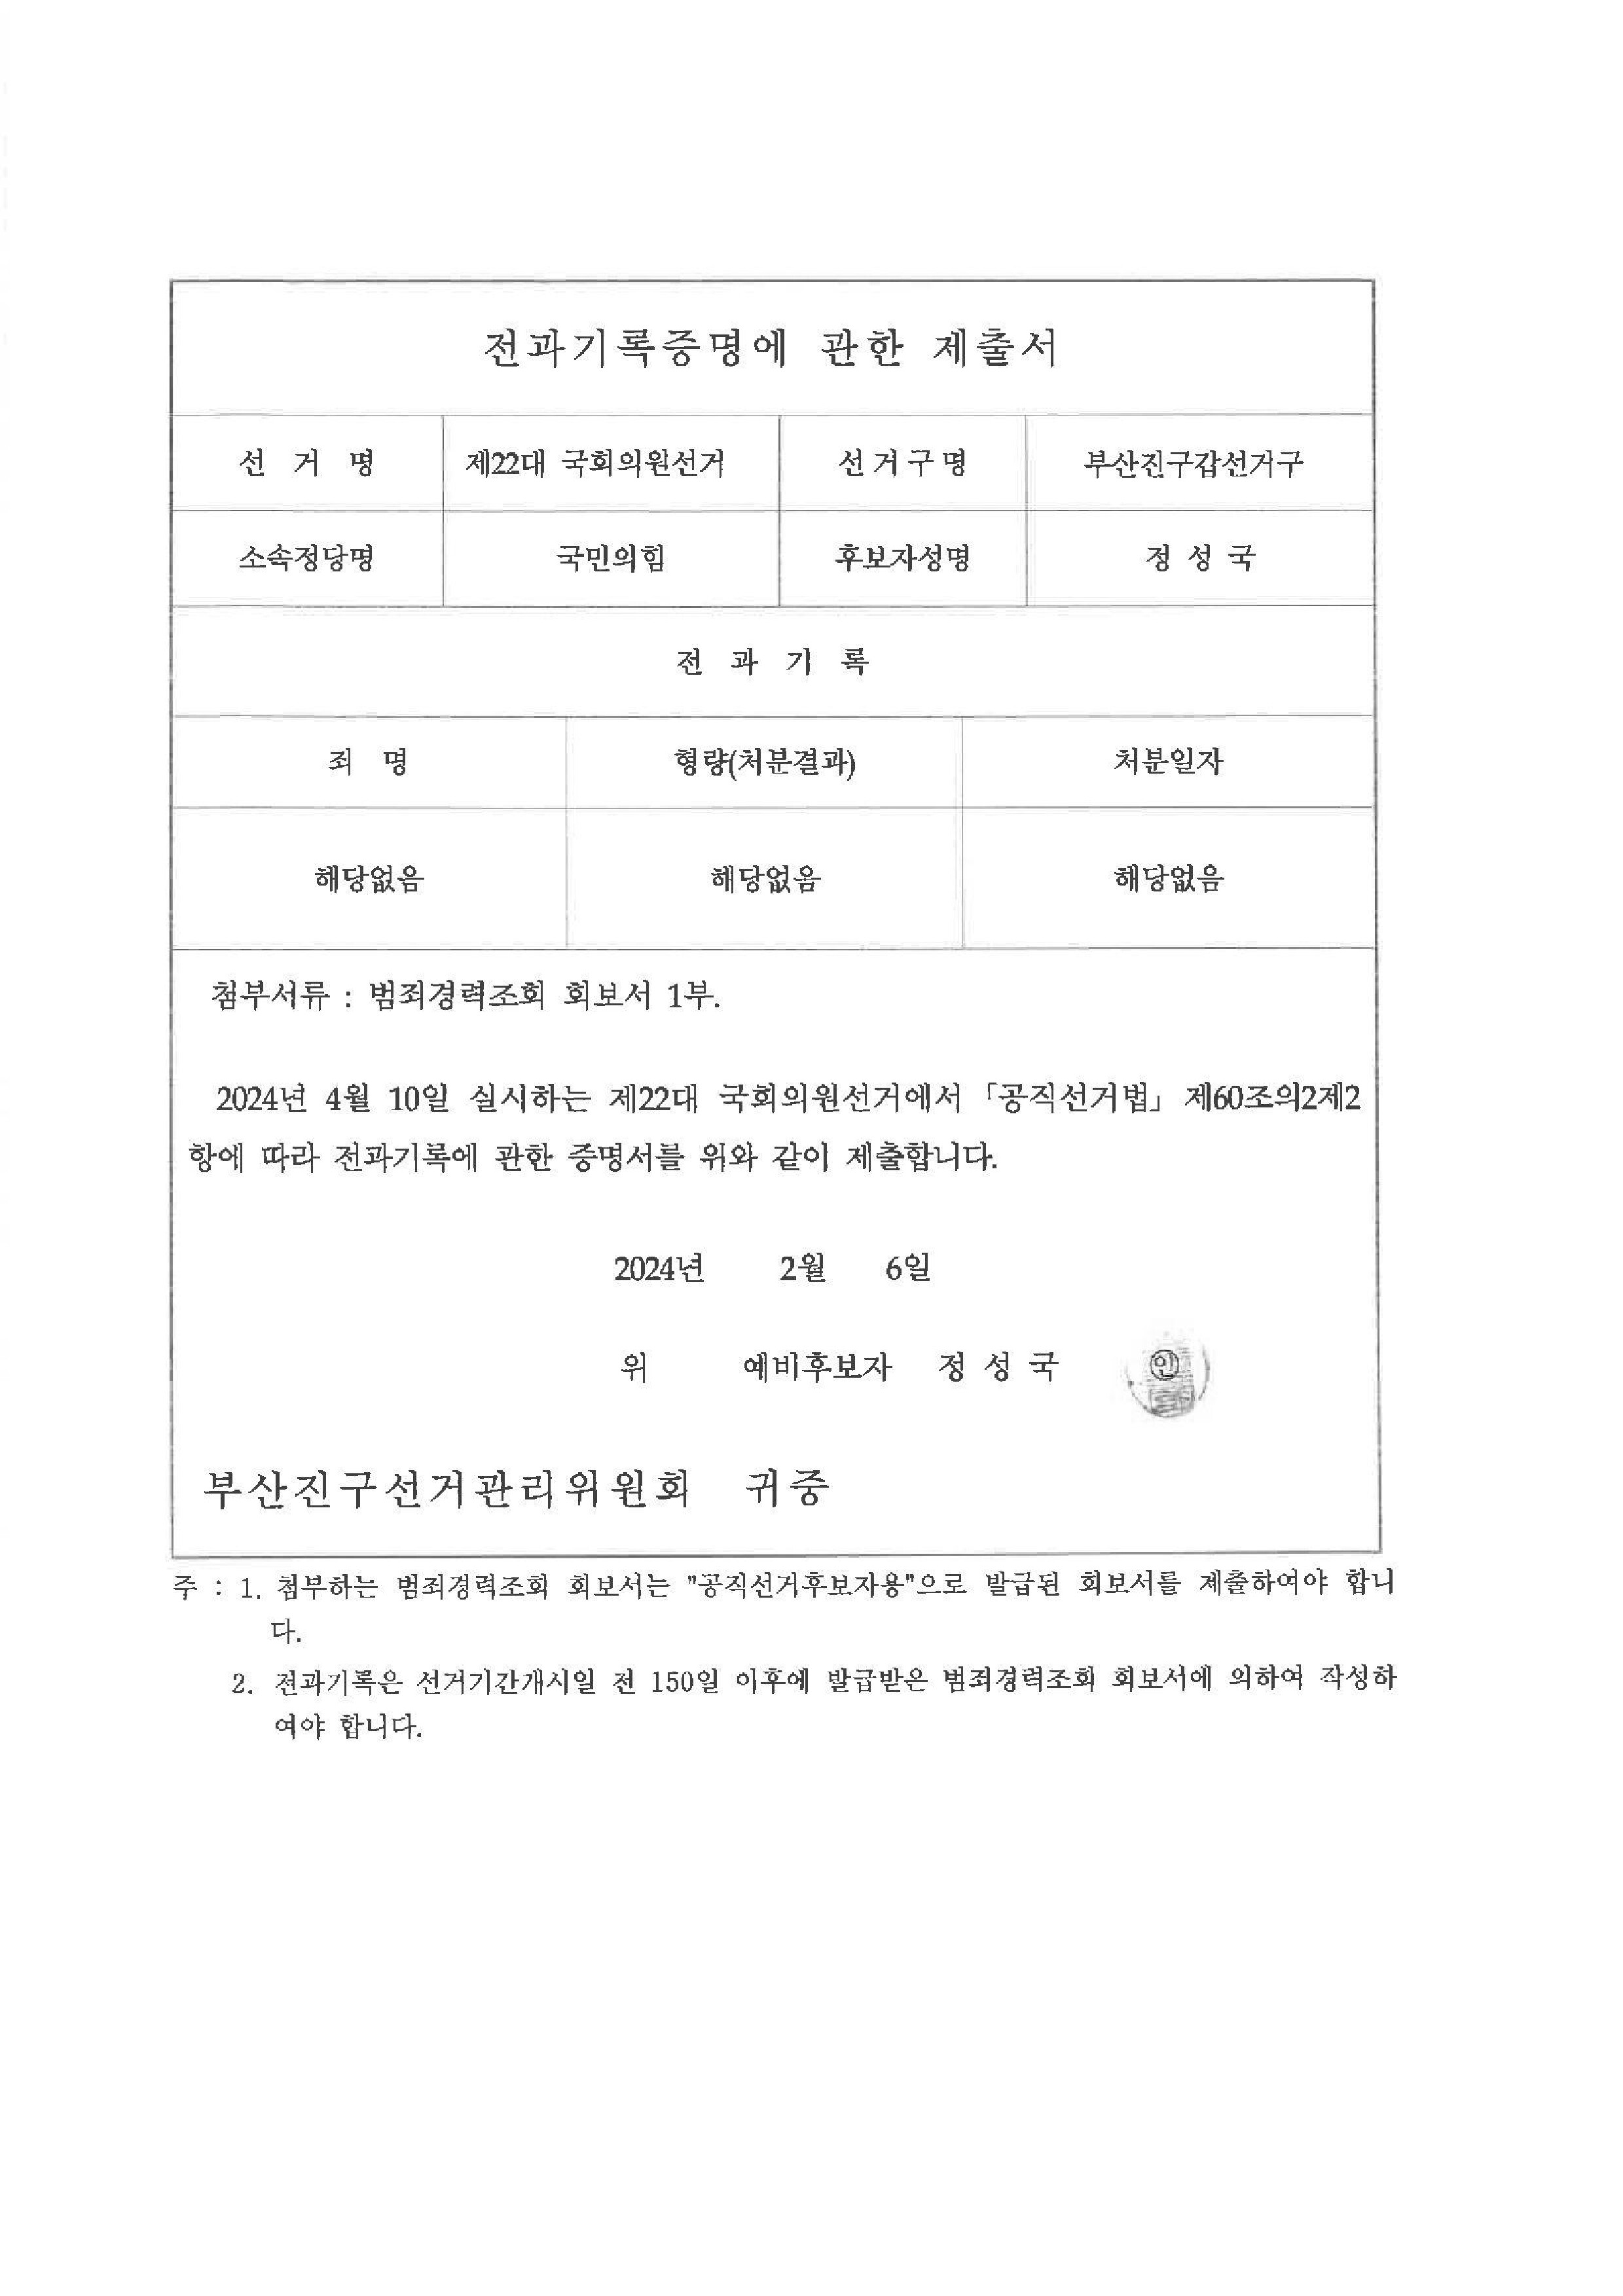 전과기록증명에 관한 제출서
선 거 명 제22대 국회의원선거 선거구명 부산진구갑선거구
소속정당명 국민의힘 후보자성명 정 성 국
전 과 기 록
죄 명 형량(처분결과) 처분일자
해당없음 해당없음 해당없음
첨부서류 : 범죄경력조회 회보서 1부.
2024년 4월 10일 실시하는 제22대 국회의원선거에서 「공직선거법」 제60조의2제2
항에 따라 전과기록에 관한 증명서를 위와 같이 제출합니다.
2024년 2월 6일
위 예비후보자 정 성 국 ㊞
부산진구선거관리위원회 귀중
주 : 1. 첨부하는 범죄경력조회 회보서는 "공직선거후보자용"으로 발급된 회보서를 제출하여야 합니
다.
2. 전과기록은 선거기간개시일 전 150일 이후에 발급받은 범죄경력조회 회보서에 의하여 작성하
여야 합니다.